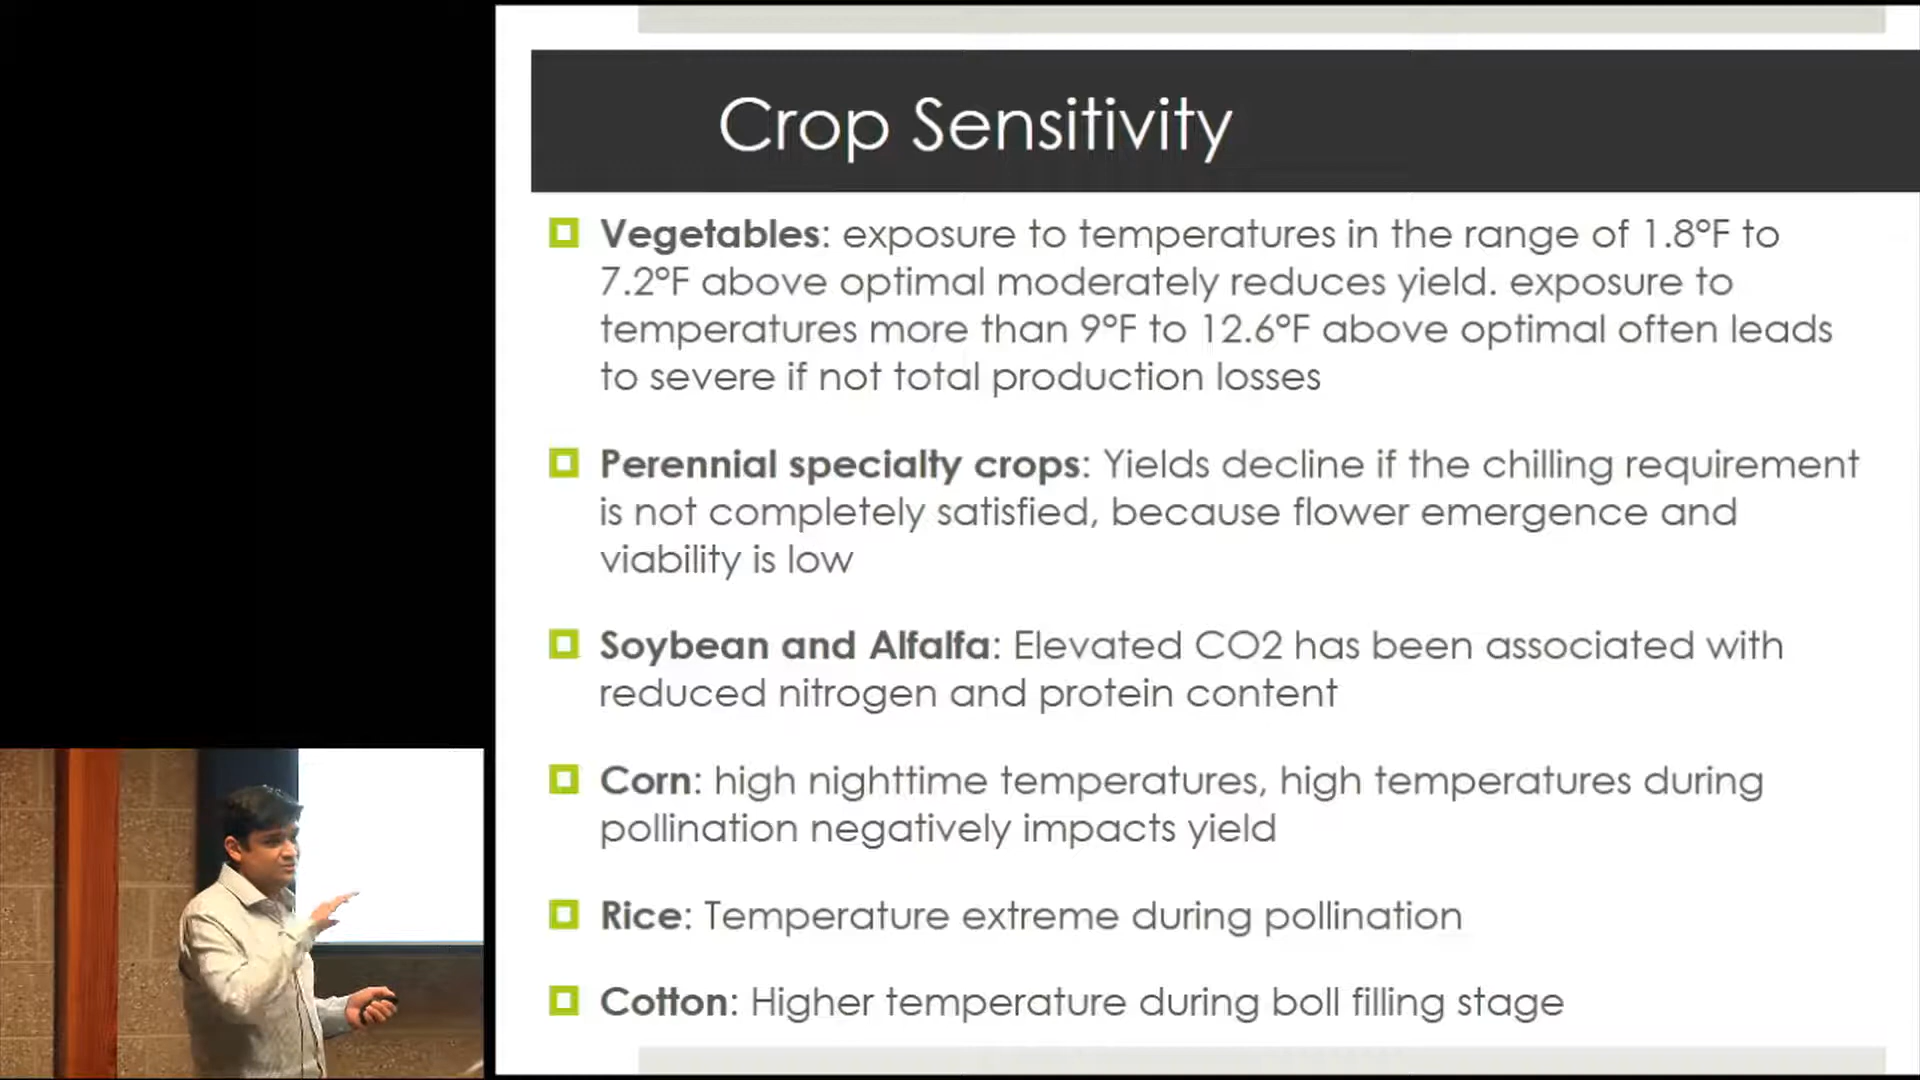 Crop Sensitivity
Vegetables: exposure to temperatures in the range of 1.8°F to
7.2°F above optimal moderately reduces yield. exposure to
temperatures more than 9°F to 12.6°F above optimal often leads
to severe if not total production losses
Perennial specialty crops: Yields decline if the chilling requirement
is not completely satisfied, because flower emergence and
viability is low
Soybean and Alfalfa: Elevated CO2 has been associated with
reduced nitrogen and protein content
Corn: high nighttime temperatures, high temperatures during
pollination negatively impacts yield
Rice: Temperature extreme during pollination
Cotton: Higher temperature during boll filling stage